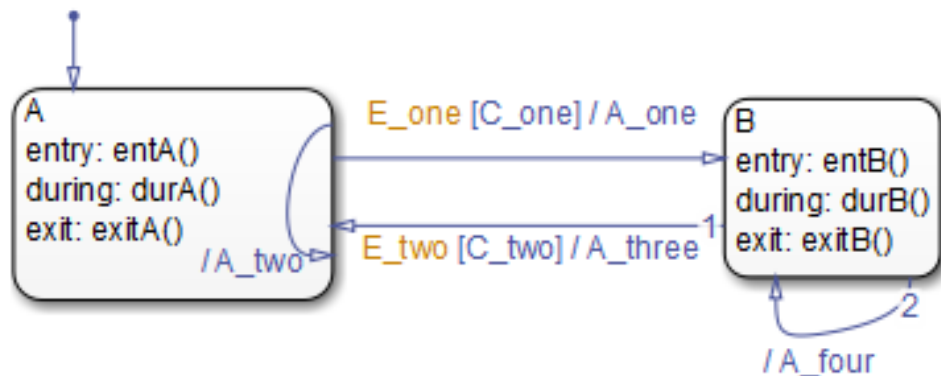 A
entry: entA()
during: durA()
exit: exitA()
/ A_two
E_one [C_one] / A_one
E_two [C_two] / A_three
1
B
entry: entB()
during: durB()
exit: exitB()
2
/ A_four